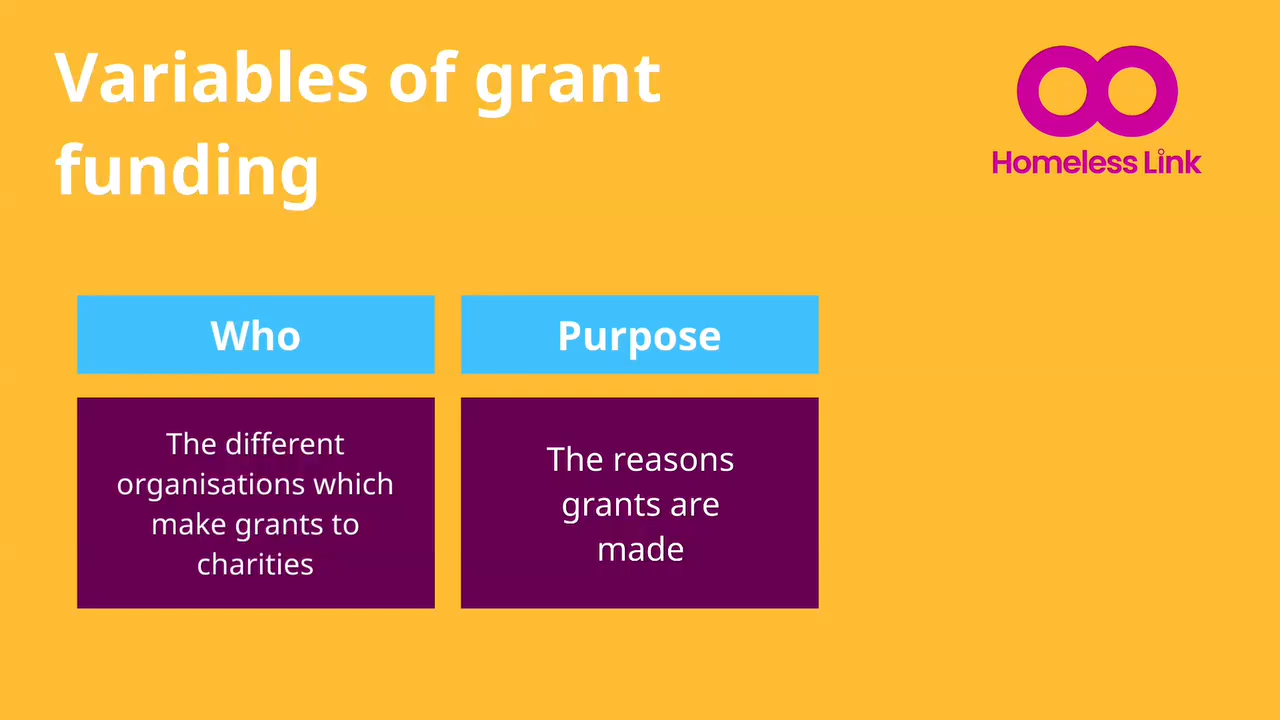 Variables of grant
funding
Homeless Link
Who
Purpose
The different
organisations which
make grants to
charities
The reasons
grants are
made